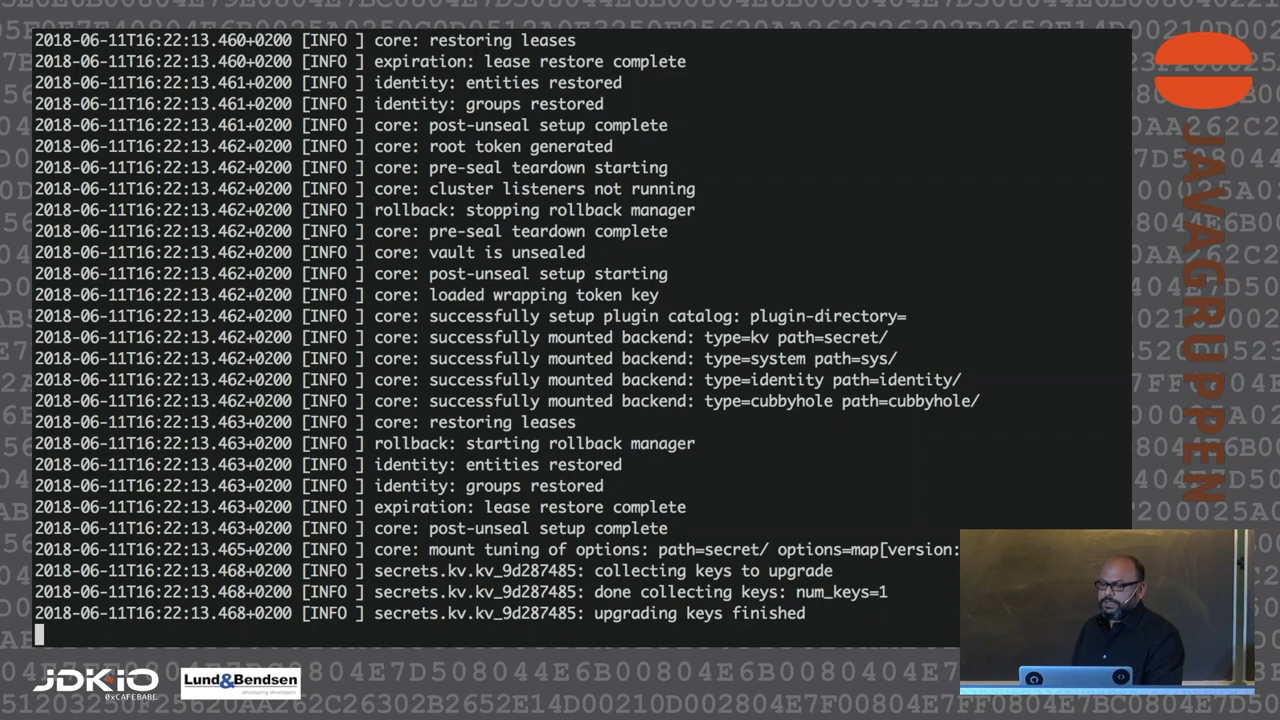 2018-06-11T16:22:13.460+0200 [INFO ] core: restoring leases
2018-06-11T16:22:13.460+0200 [INFO ] expiration: lease restore complete
2018-06-11T16:22:13.461+0200 [INFO ] identity: entities restored
2018-06-11T16:22:13.461+0200 [INFO ] identity: groups restored
2018-06-11T16:22:13.461+0200 [INFO ] core: post-unseal setup complete
2018-06-11T16:22:13.462+0200 [INFO ] core: root token generated
2018-06-11T16:22:13.462+0200 [INFO ] core: pre-seal teardown starting
2018-06-11T16:22:13.462+0200 [INFO ] core: cluster listeners not running
2018-06-11T16:22:13.462+0200 [INFO ] rollback: stopping rollback manager
2018-06-11T16:22:13.462+0200 [INFO ] core: pre-seal teardown complete
2018-06-11T16:22:13.462+0200 [INFO ] core: vault is unsealed
2018-06-11T16:22:13.462+0200 [INFO ] core: post-unseal setup starting
2018-06-11T16:22:13.462+0200 [INFO ] core: loaded wrapping token key
2018-06-11T16:22:13.462+0200 [INFO ] core: successfully setup plugin catalog: plugin-directory=
2018-06-11T16:22:13.462+0200 [INFO ] core: successfully mounted backend: type=kv path=secret/
2018-06-11T16:22:13.462+0200 [INFO ] core: successfully mounted backend: type=system path=sys/
2018-06-11T16:22:13.462+0200 [INFO ] core: successfully mounted backend: type=identity path=identity/
2018-06-11T16:22:13.462+0200 [INFO ] core: successfully mounted backend: type=cubbyhole path=cubbyhole/
2018-06-11T16:22:13.463+0200 [INFO ] core: restoring leases
2018-06-11T16:22:13.463+0200 [INFO ] rollback: starting rollback manager
2018-06-11T16:22:13.463+0200 [INFO ] identity: entities restored
2018-06-11T16:22:13.463+0200 [INFO ] identity: groups restored
2018-06-11T16:22:13.463+0200 [INFO ] expiration: lease restore complete
2018-06-11T16:22:13.463+0200 [INFO ] core: post-unseal setup complete
2018-06-11T16:22:13.465+0200 [INFO ] core: mount tuning of options: path=secret/ options=map[version:
2018-06-11T16:22:13.468+0200 [INFO ] secrets.kv.kv_9d287485: collecting keys to upgrade
2018-06-11T16:22:13.468+0200 [INFO ] secrets.kv.kv_9d287485: done collecting keys: num_keys=1
2018-06-11T16:22:13.468+0200 [INFO ] secrets.kv.kv_9d287485: upgrading keys finished
JAVAGRUPPEN
JDK.IO
0XCAFEBABE
Lund&Bendsen
developing developers